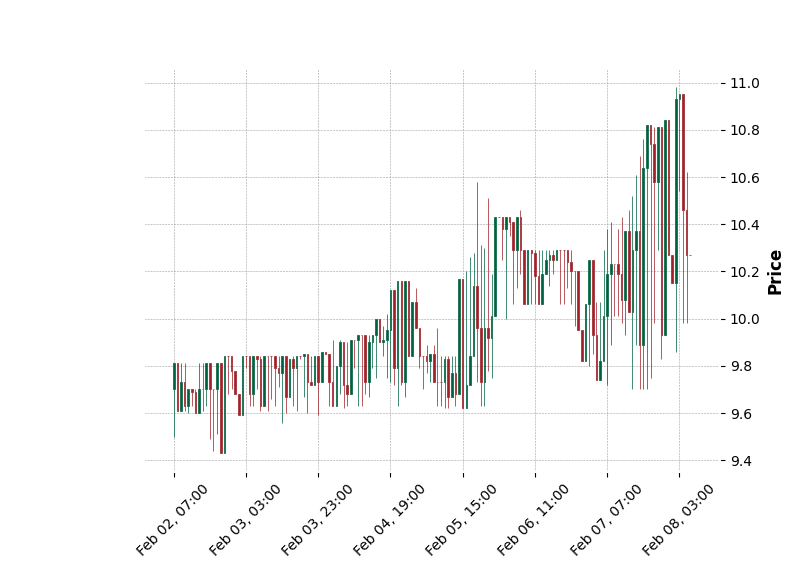 11.0
10.8
10.6
10.4
10.2
10.0
9.8
9.6
9.4
Price
Feb 02, 07:00
Feb 03, 03:00
Feb 03, 23:00
Feb 04, 19:00
Feb 05, 15:00
Feb 06, 11:00
Feb 07, 07:00
Feb 08, 03:00